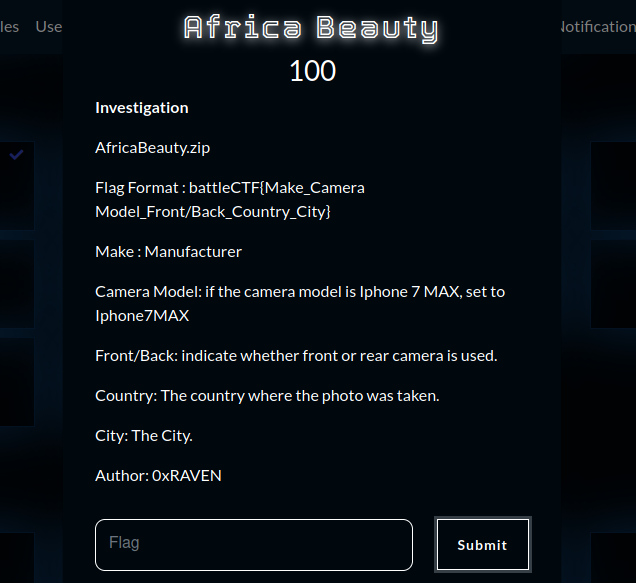 les Use Notification
Africa Beauty
100
Investigation
AfricaBeauty.zip
Flag Format : battleCTF{Make_Camera
Model_Front/Back_Country_City}
Make : Manufacturer
Camera Model: if the camera model is Iphone 7 MAX, set to
Iphone7MAX
Front/Back: indicate whether front or rear camera is used.
Country: The country where the photo was taken.
City: The City.
Author: 0xRAVEN
Flag
Submit